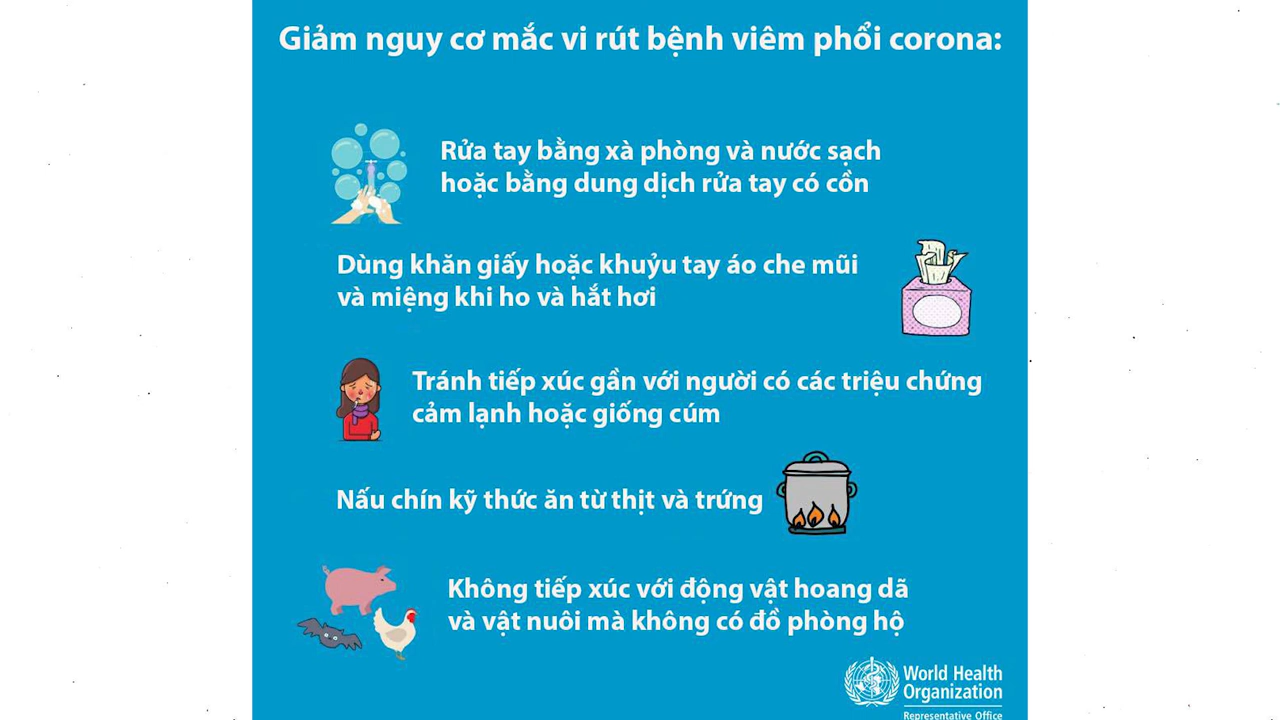 Giảm nguy cơ mắc vi rút bệnh viêm phổi corona:
Rửa tay bằng xà phòng và nước sạch
hoặc bằng dung dịch rửa tay có cồn
Dùng khăn giấy hoặc khuỷu tay áo che mũi
và miệng khi ho và hắt hơi
Tránh tiếp xúc gần với người có các triệu chứng
cảm lạnh hoặc giống cúm
Nấu chín kỹ thức ăn từ thịt và trứng
Không tiếp xúc với động vật hoang dã
và vật nuôi mà không có đồ phòng hộ
World Health
Organization
Representative Office